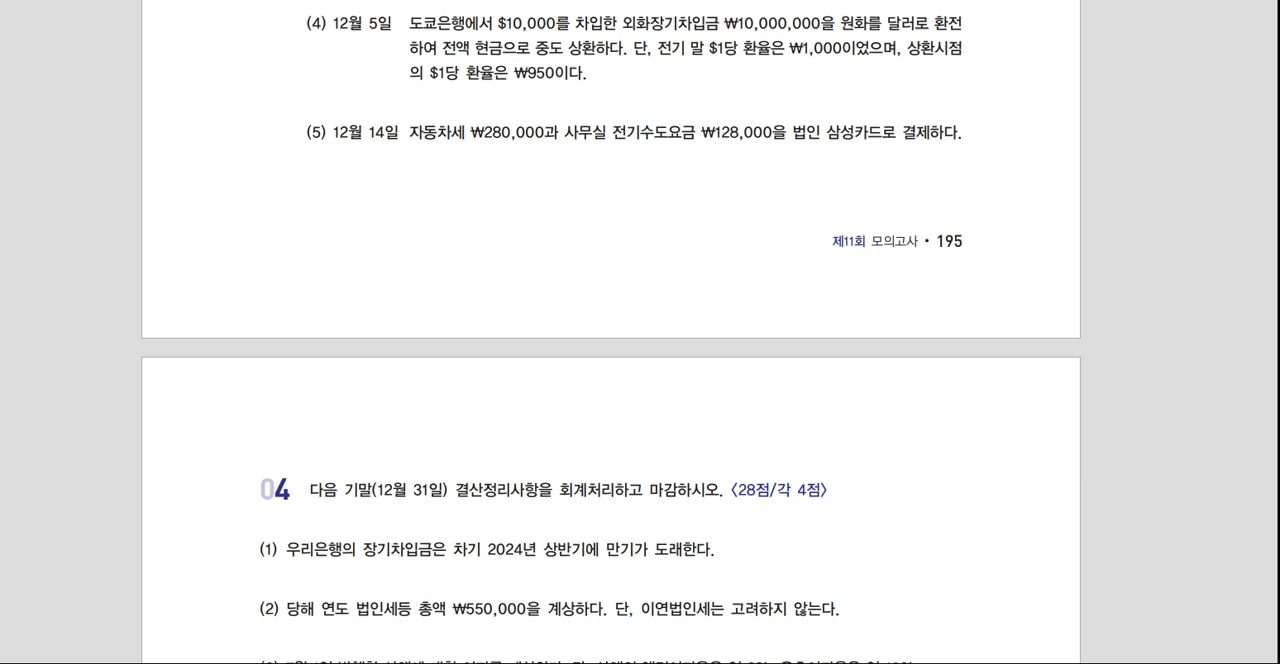 (4) 12월 5일 도쿄은행에서 $10,000를 차입한 외화장기차입금 ₩10,000,000을 원화를 달러로 환전
하여 전액 현금으로 중도 상환하다. 단, 전기 말 $1당 환율은 ₩1,000이었으며, 상환시점
의 $1당 환율은 ₩950이다.
(5) 12월 14일 자동차세 ₩280,000과 사무실 전기수도요금 ₩128,000을 법인 삼성카드로 결제하다.
제11회 모의고사 • 195
04 다음 기말(12월 31일) 결산정리사항을 회계처리하고 마감하시오. 〈28점/각 4점〉
(1) 우리은행의 장기차입금은 차기 2024년 상반기에 만기가 도래한다.
(2) 당해 연도 법인세등 총액 ₩550,000을 계상하다. 단, 이연법인세는 고려하지 않는다.